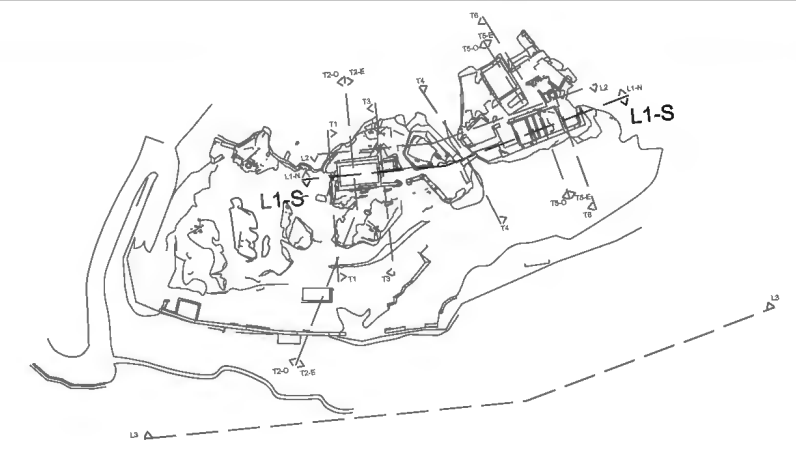 T6
T5-E
T5-O
T2-O T2-E
T4
L2
L1-N
T3
L1-S
T1
L2
L1-N
L1-S
T5-O T5-E
T6
T4
T1
T3
L3
T2-O T2-E
L3